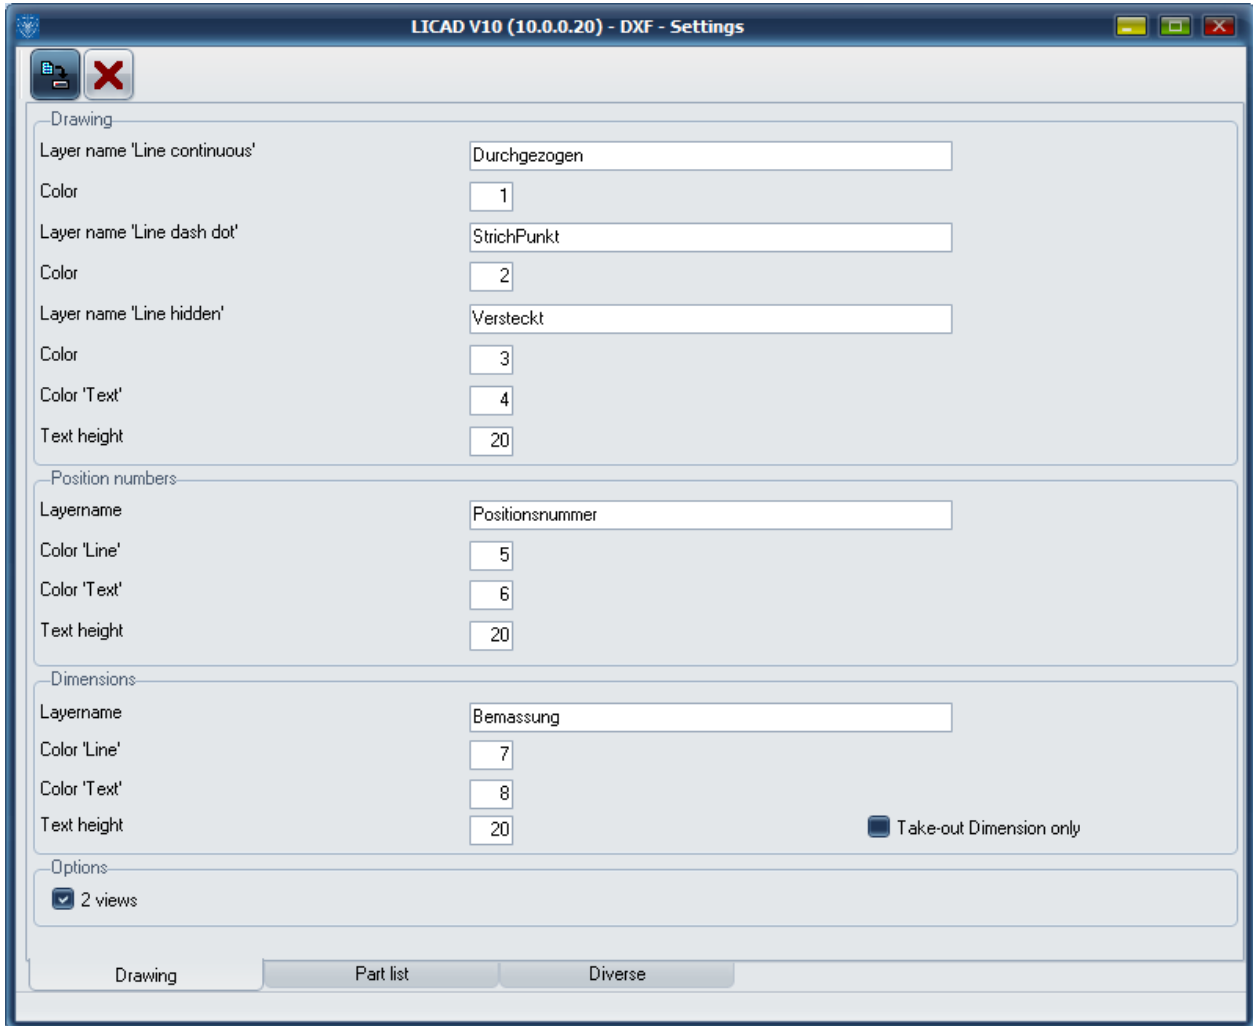 LICAD V10 (10.0.0.20) - DXF - Settings
Drawing
Layer name 'Line continuous' Durchgezogen
Color 1
Layer name 'Line dash dot' StrichPunkt
Color 2
Layer name 'Line hidden' Versteckt
Color 3
Color 'Text' 4
Text height 20
Position numbers
Layername Positionsnummer
Color 'Line' 5
Color 'Text' 6
Text height 20
Dimensions
Layername Bemassung
Color 'Line' 7
Color 'Text' 8
Text height 20 Take-out Dimension only
Options
2 views
Drawing Part list Diverse